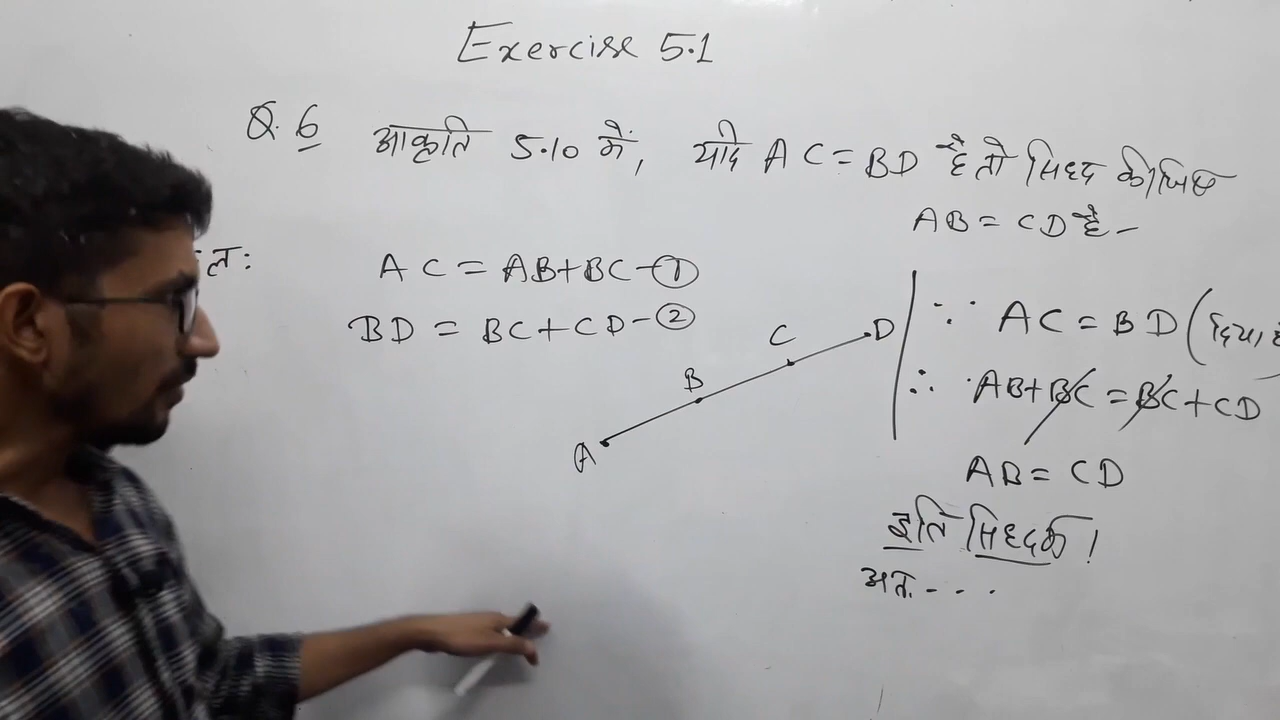 Exercise 5.1
Q. 6 आकृति 5.10 में, यदि AC = BD है तो सिद्ध कीजिए
AB = CD है -
ल:
AC = AB+BC - ①
BD = BC + CD - ②
A B C D
∵ AC = BD (दिया है
∴ AB+BC = BC+CD
AB = CD
इति सिद्धम् !
अत. - - .